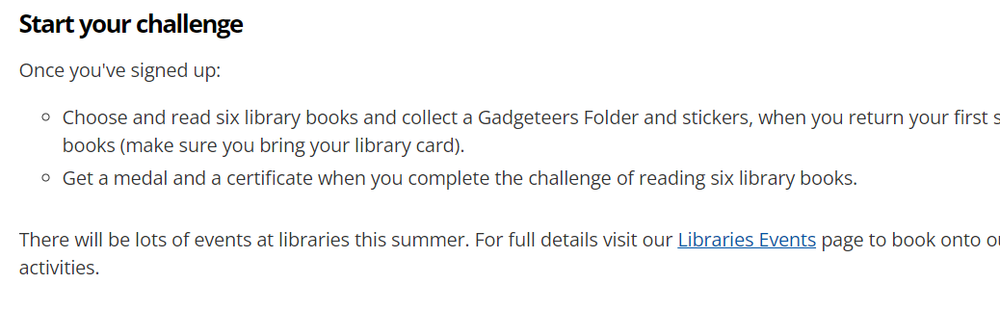 Start your challenge
Once you've signed up:
Choose and read six library books and collect a Gadgeteers Folder and stickers, when you return your first
books (make sure you bring your library card).
Get a medal and a certificate when you complete the challenge of reading six library books.
There will be lots of events at libraries this summer. For full details visit our Libraries Events page to book onto
activities.